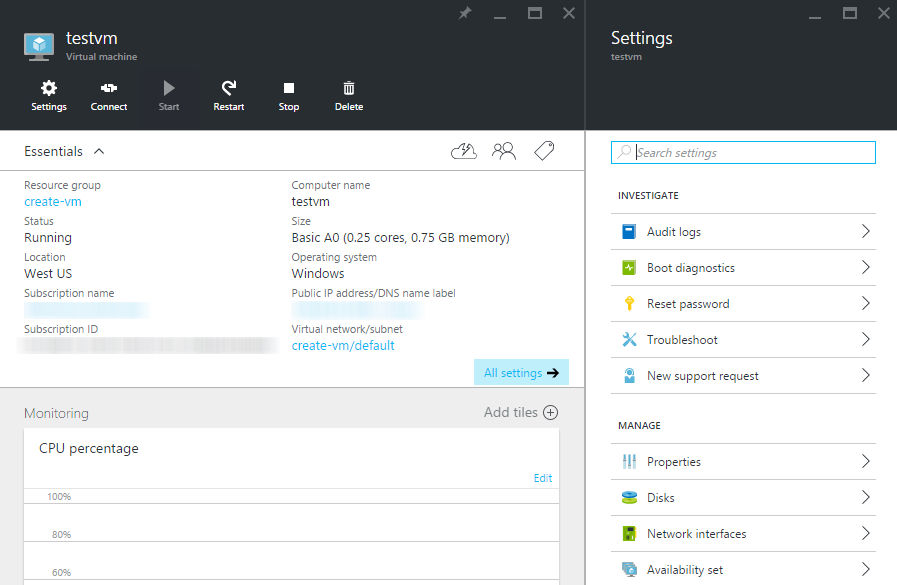 testvm
Virtual machine
Settings
Connect
Start
Restart
Stop
Delete
Essentials
Resource group
create-vm
Status
Running
Location
West US
Subscription name
Subscription ID
Computer name
testvm
Size
Basic A0 (0.25 cores, 0.75 GB memory)
Operating system
Windows
Public IP address/DNS name label
Virtual network/subnet
create-vm/default
All settings
Monitoring
Add tiles
CPU percentage
Edit
100%
80%
60%
Settings
testvm
Search settings
INVESTIGATE
Audit logs
Boot diagnostics
Reset password
Troubleshoot
New support request
MANAGE
Properties
Disks
Network interfaces
Availability set